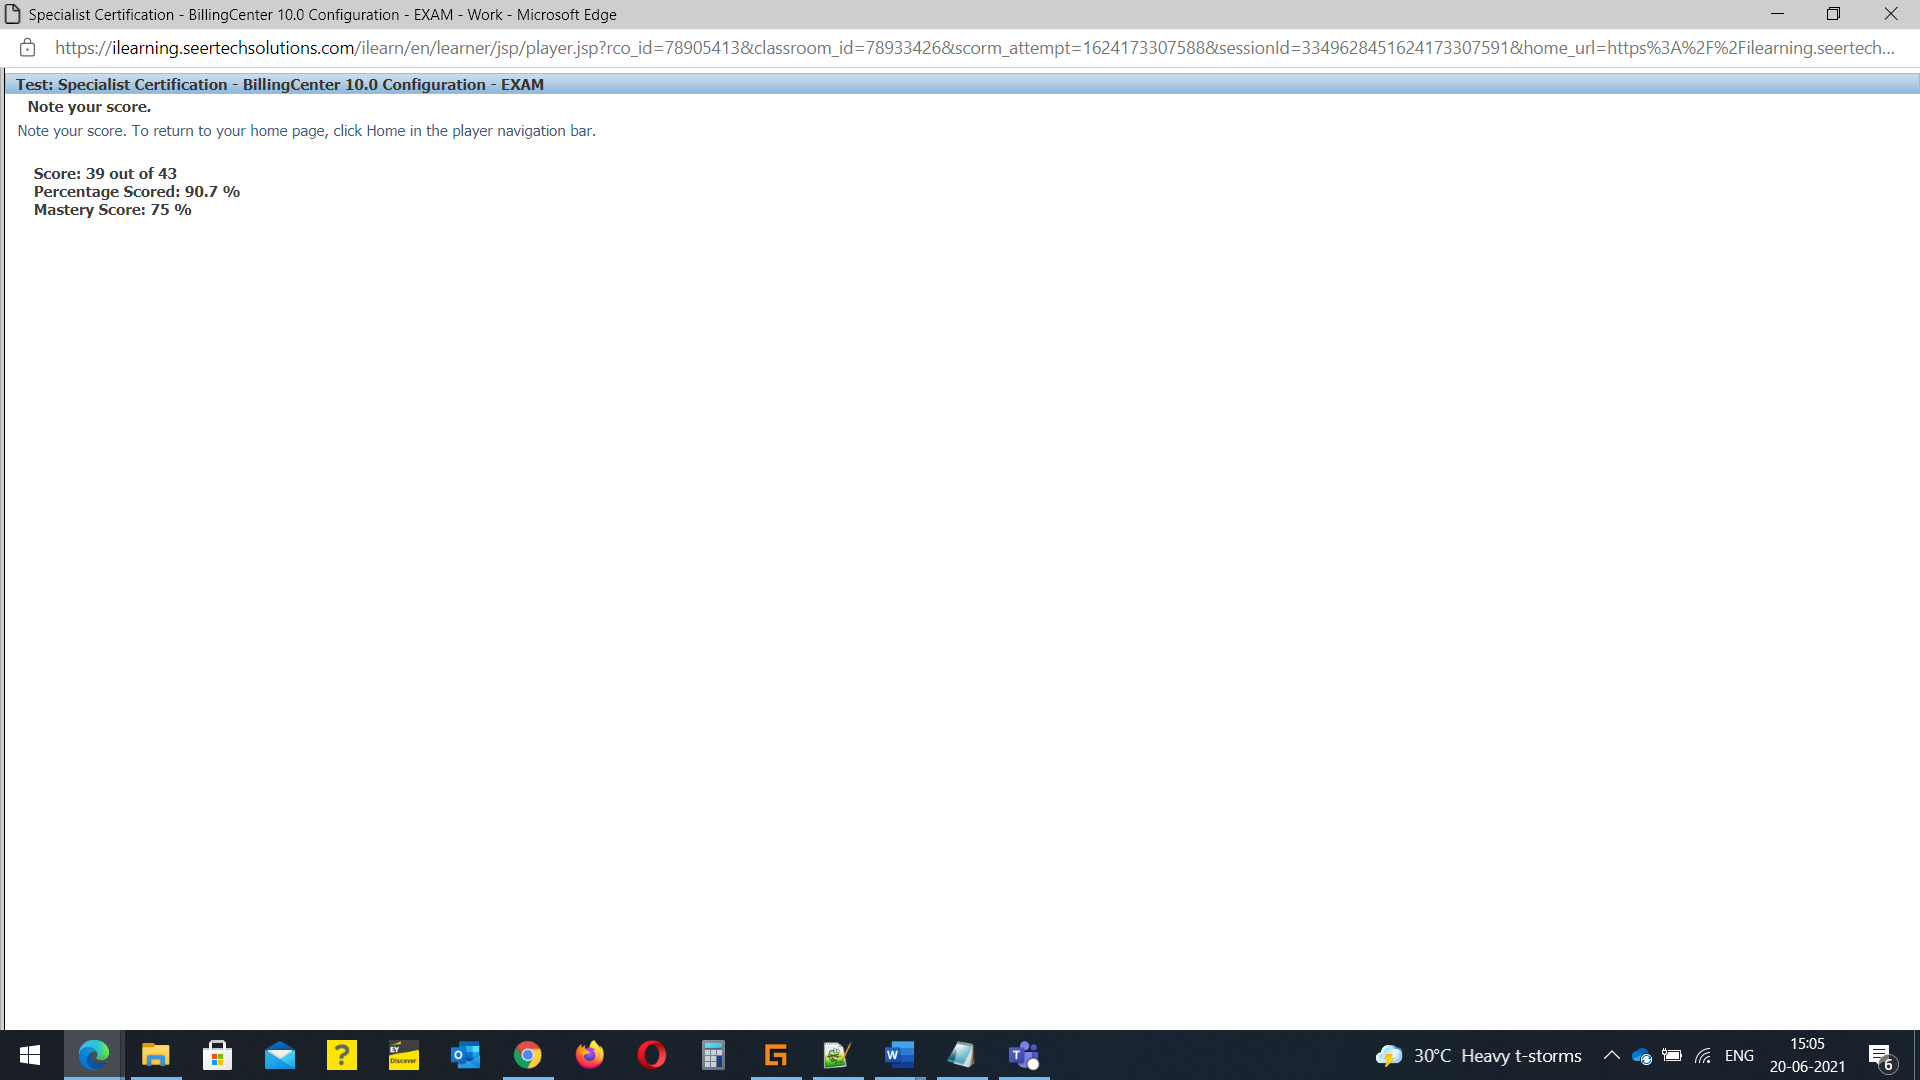 Specialist Certification - BillingCenter 10.0 Configuration - EXAM - Work - Microsoft Edge
https://ilearning.seertechsolutions.com/ilearn/en/learner/jsp/player.jsp?rco_id=78905413&classroom_id=78933426&scorm_attempt=1624173307588&sessionId=3349628451624173307591&home_url=https%3A%2F%2Filearning.seertech...
Test: Specialist Certification - BillingCenter 10.0 Configuration - EXAM
Note your score.
Note your score. To return to your home page, click Home in the player navigation bar.
Score: 39 out of 43
Percentage Scored: 90.7 %
Mastery Score: 75 %
EY
Discover
30°C Heavy t-storms
ENG
15:05
20-06-2021
6